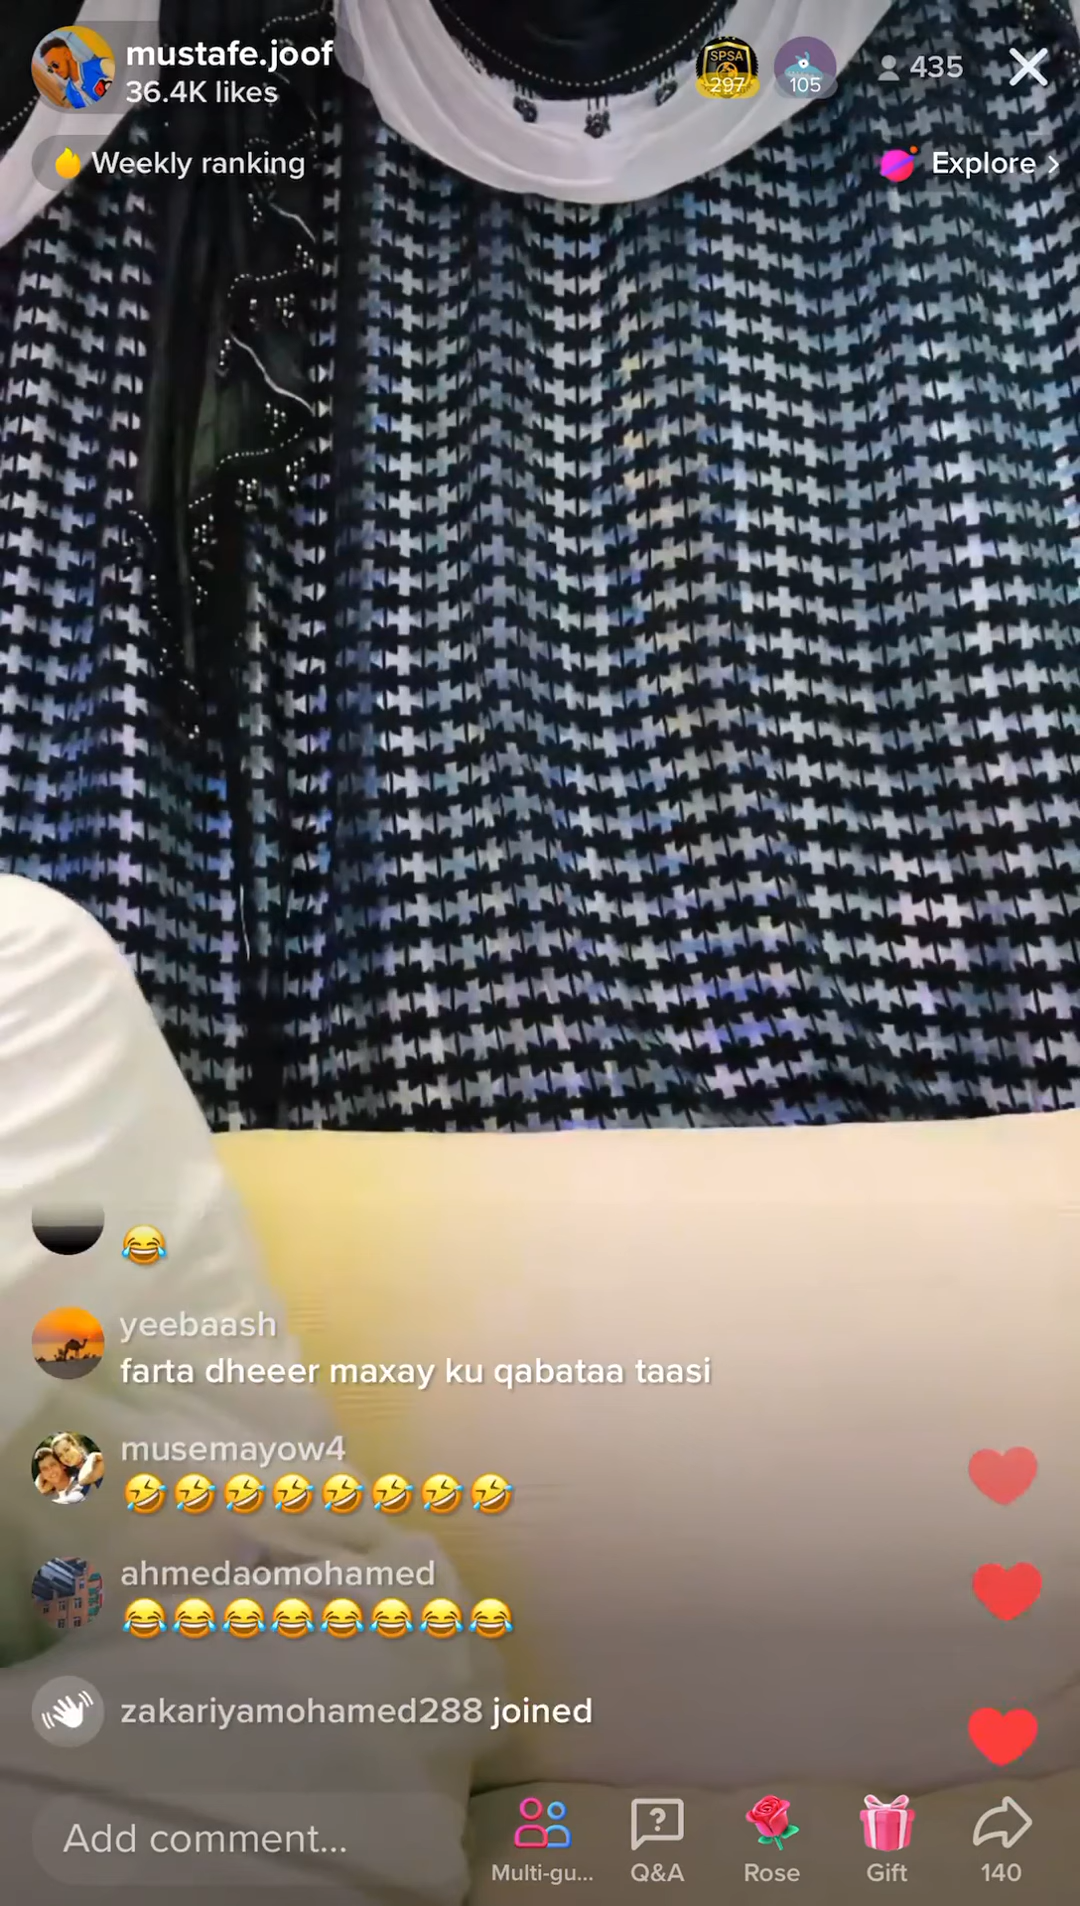 mustafe.joof
36.4K likes
SPSA
297
105
435
Weekly ranking
Explore
yeebaash
farta dheeer maxay ku qabataa taasi
musemayow4
ahmedaomohamed
zakariyamohamed288 joined
Add comment...
Multi-gu...
Q&A
Rose
Gift
140